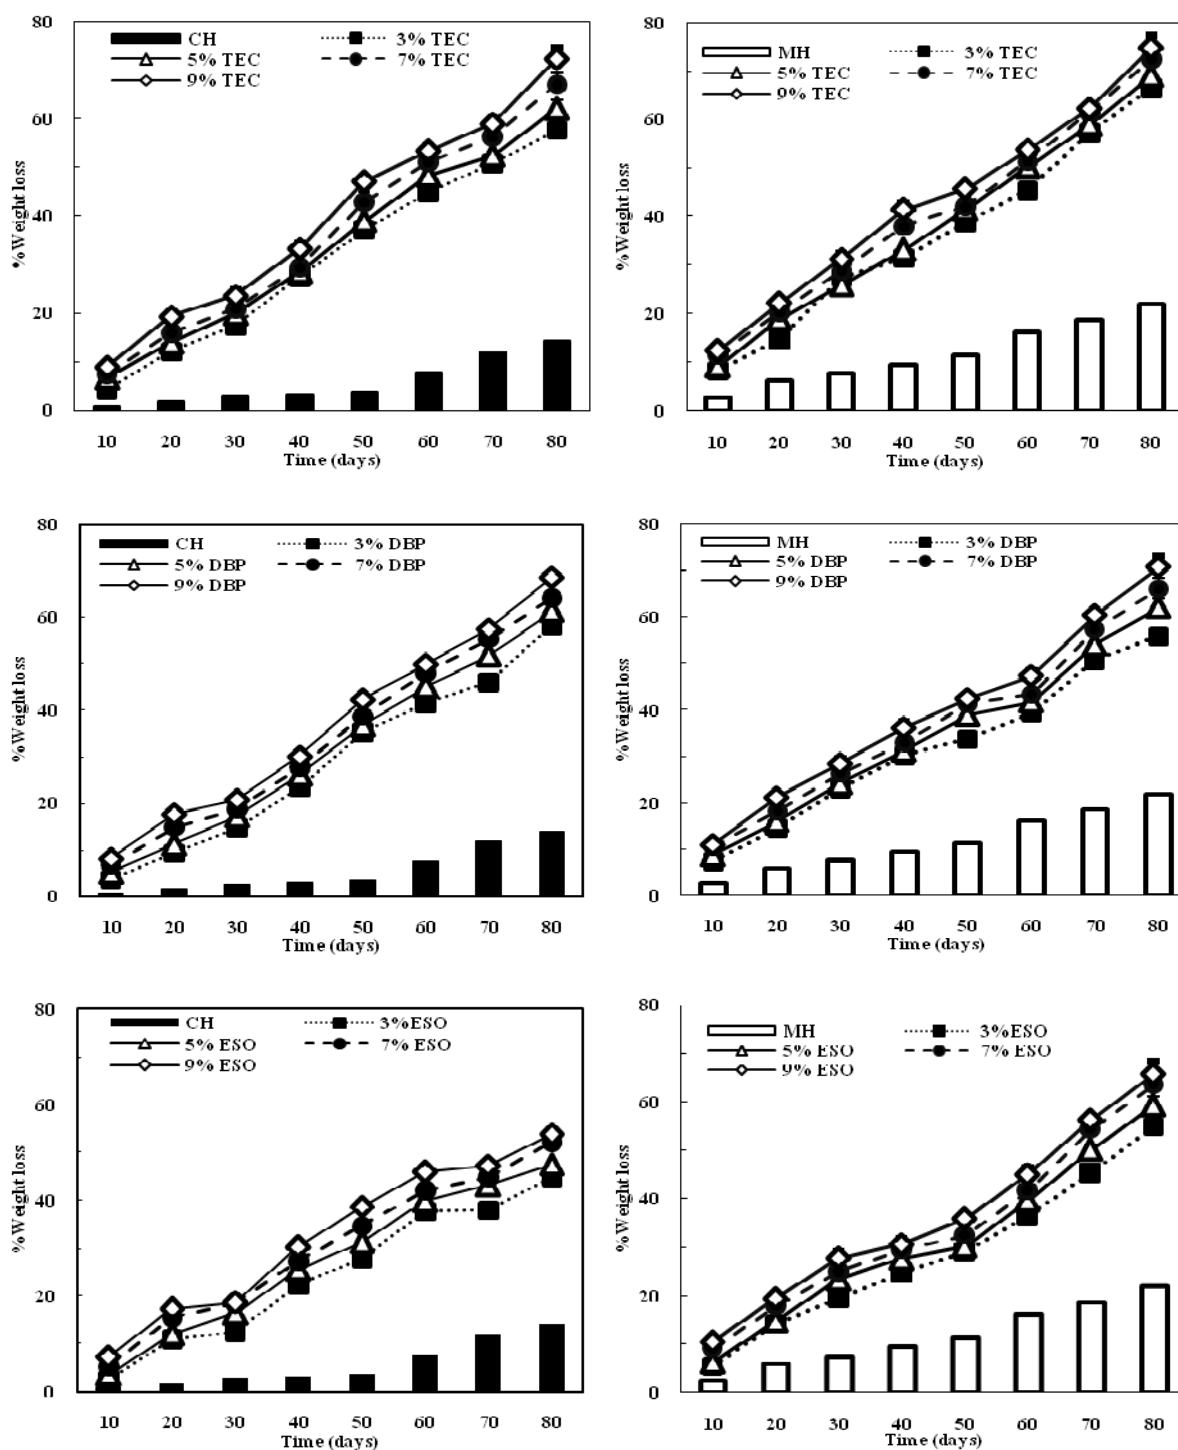 80
60
40
20
0
%Weight loss
CH
3% TEC
5% TEC
7% TEC
9% TEC
10 20 30 40 50 60 70 80
Time (days)
80
60
40
20
0
%Weight loss
MH
3% TEC
5% TEC
7% TEC
9% TEC
10 20 30 40 50 60 70 80
Time (days)
80
60
40
20
0
%Weight loss
CH
3% DBP
5% DBP
7% DBP
9% DBP
10 20 30 40 50 60 70 80
Time (days)
80
60
40
20
0
%Weight loss
MH
3% DBP
5% DBP
7% DBP
9% DBP
10 20 30 40 50 60 70 80
Time (days)
80
60
40
20
0
%Weight loss
CH
3%ESO
5% ESO
7% ESO
9% ESO
10 20 30 40 50 60 70 80
Time (days)
80
60
40
20
0
%Weight loss
MH
3%ESO
5% ESO
7% ESO
9% ESO
10 20 30 40 50 60 70 80
Time (days)